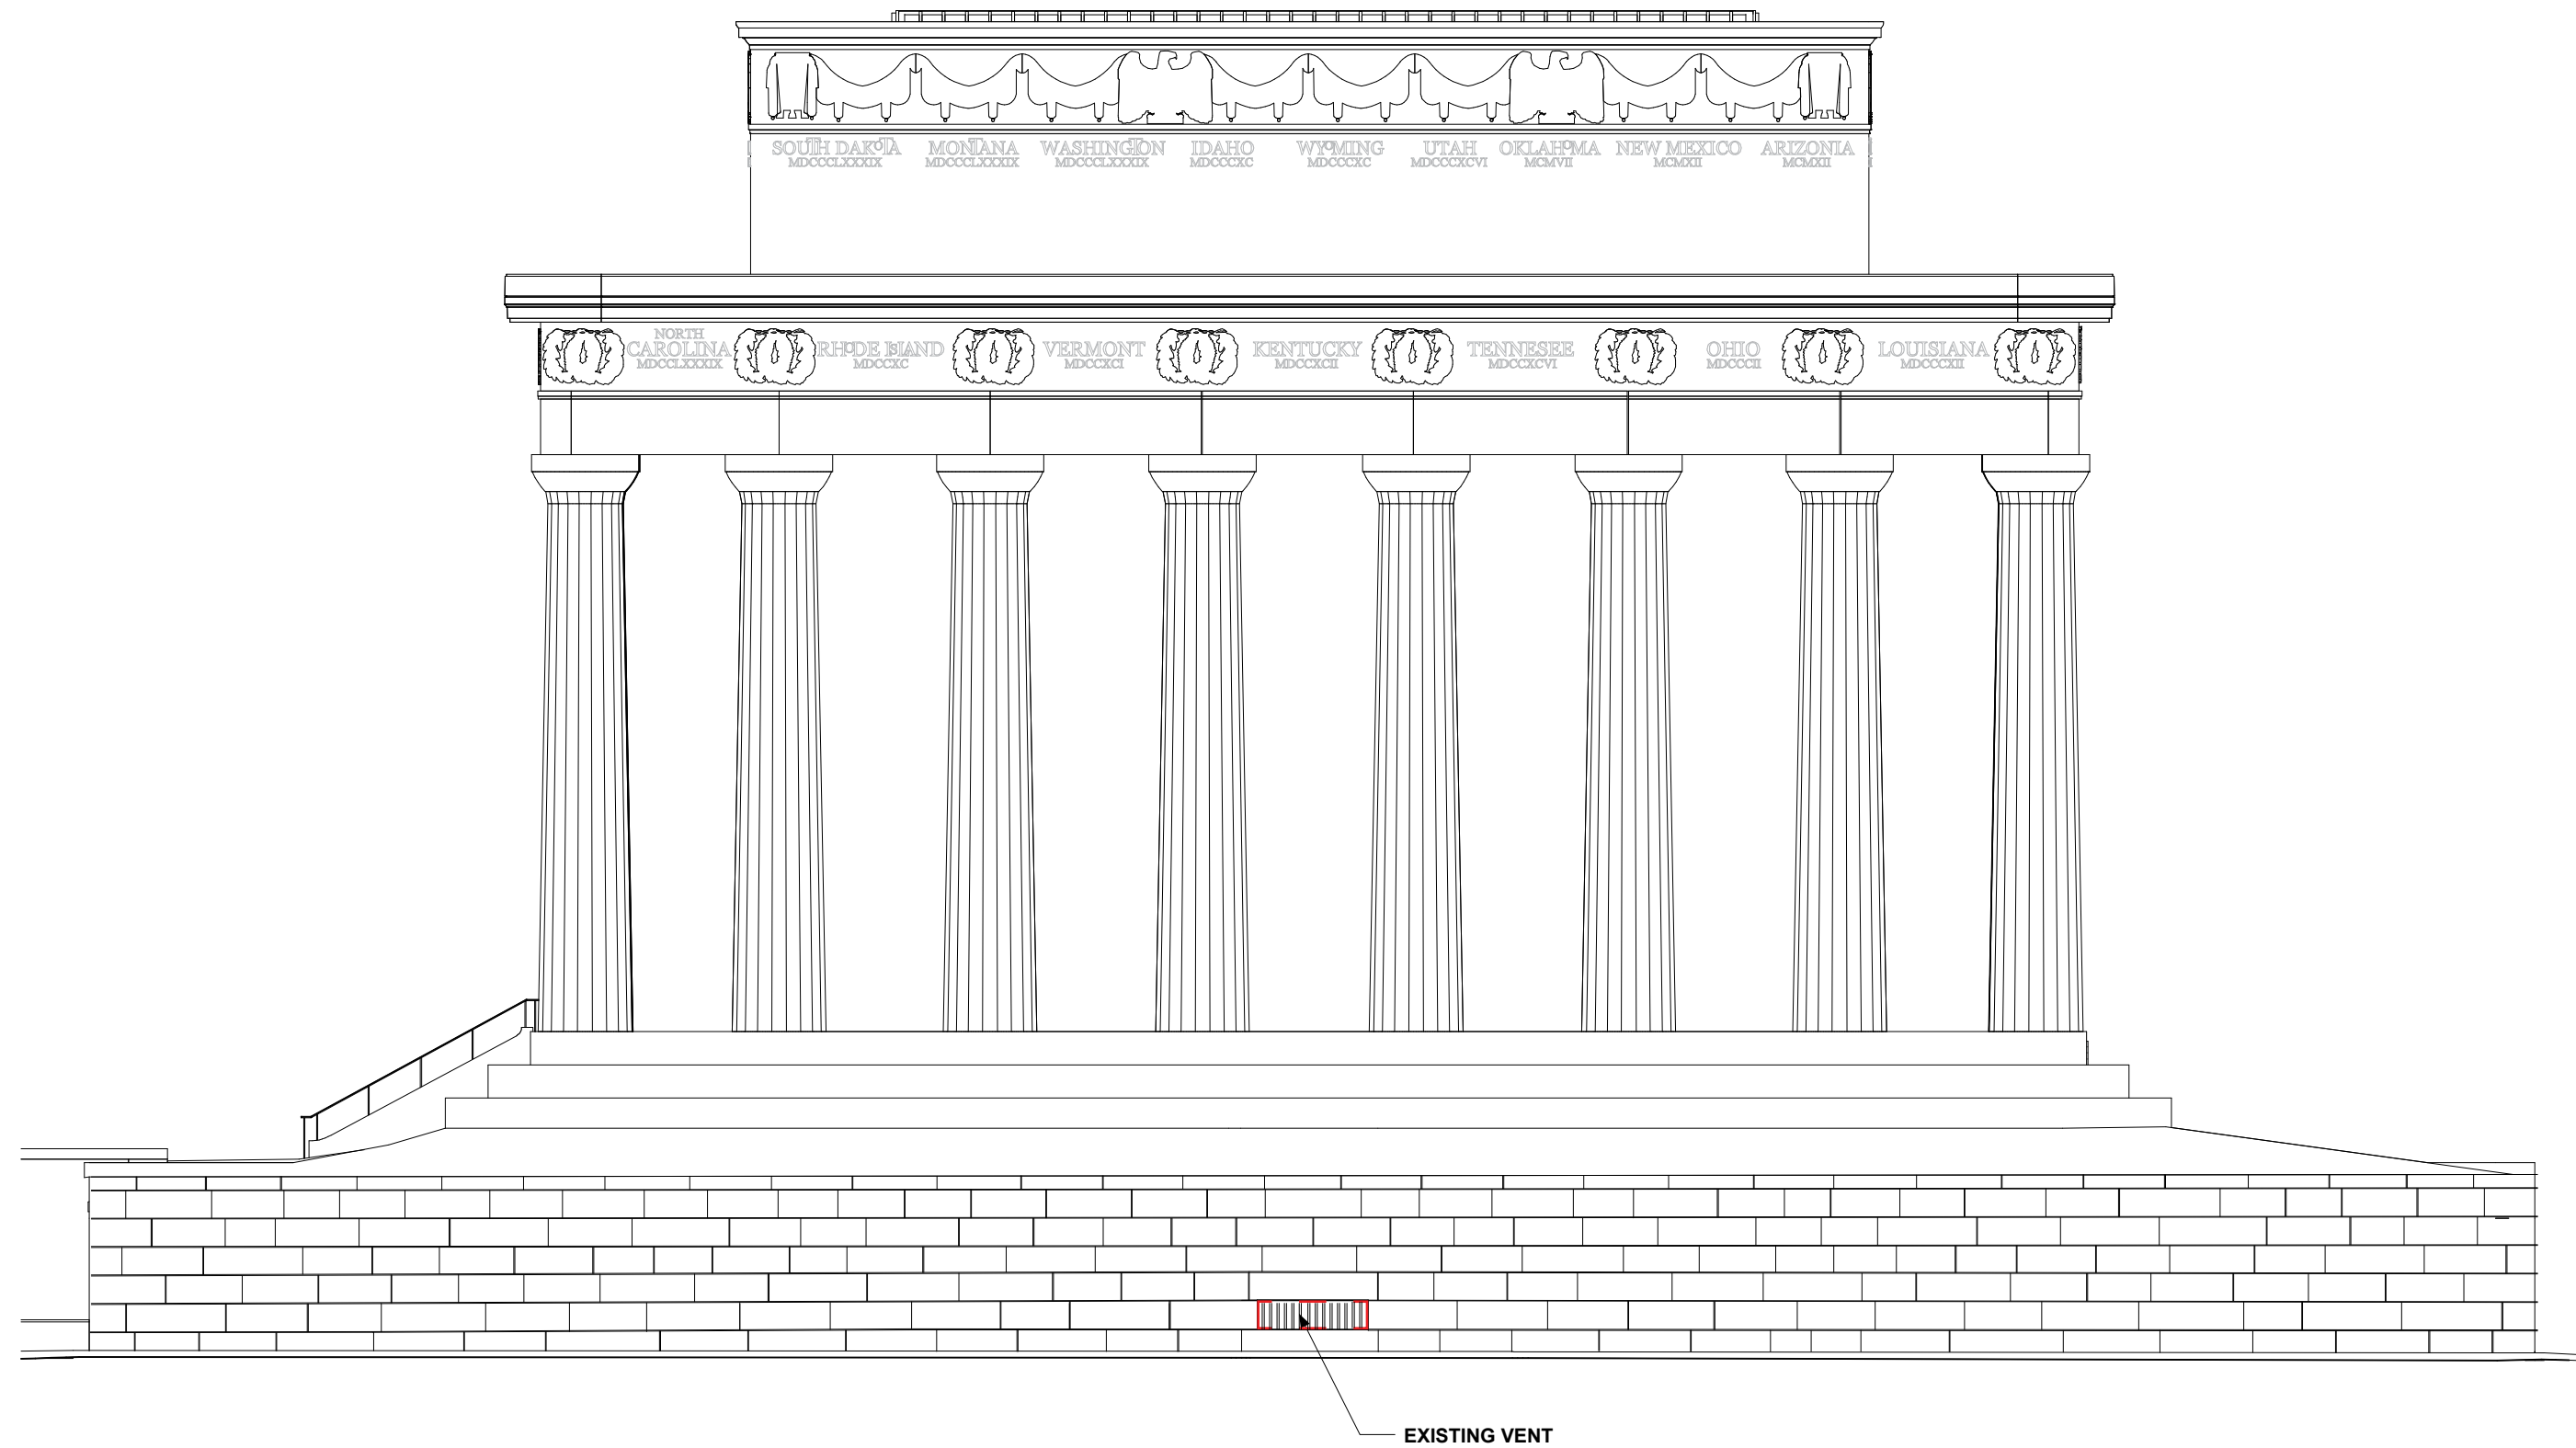 SOUTH DAKOTA MONTANA WASHINGTON IDAHO WYOMING UTAH OKLAHOMA NEW MEXICO ARIZONIA
MDCCCLXXXIX MDCCCLXXXIX MDCCCLXXXIX MDCCCXC MDCCCXC MDCCCXCVI MCMVII MCMXII MCMXII
NORTH
CAROLINA RHODE ISLAND VERMONT KENTUCKY TENNESEE OHIO LOUISIANA
MDCCLXXXIX MDCCXC MDCCXCI MDCCXCII MDCCXCVI MDCCCII MDCCCXII
EXISTING VENT